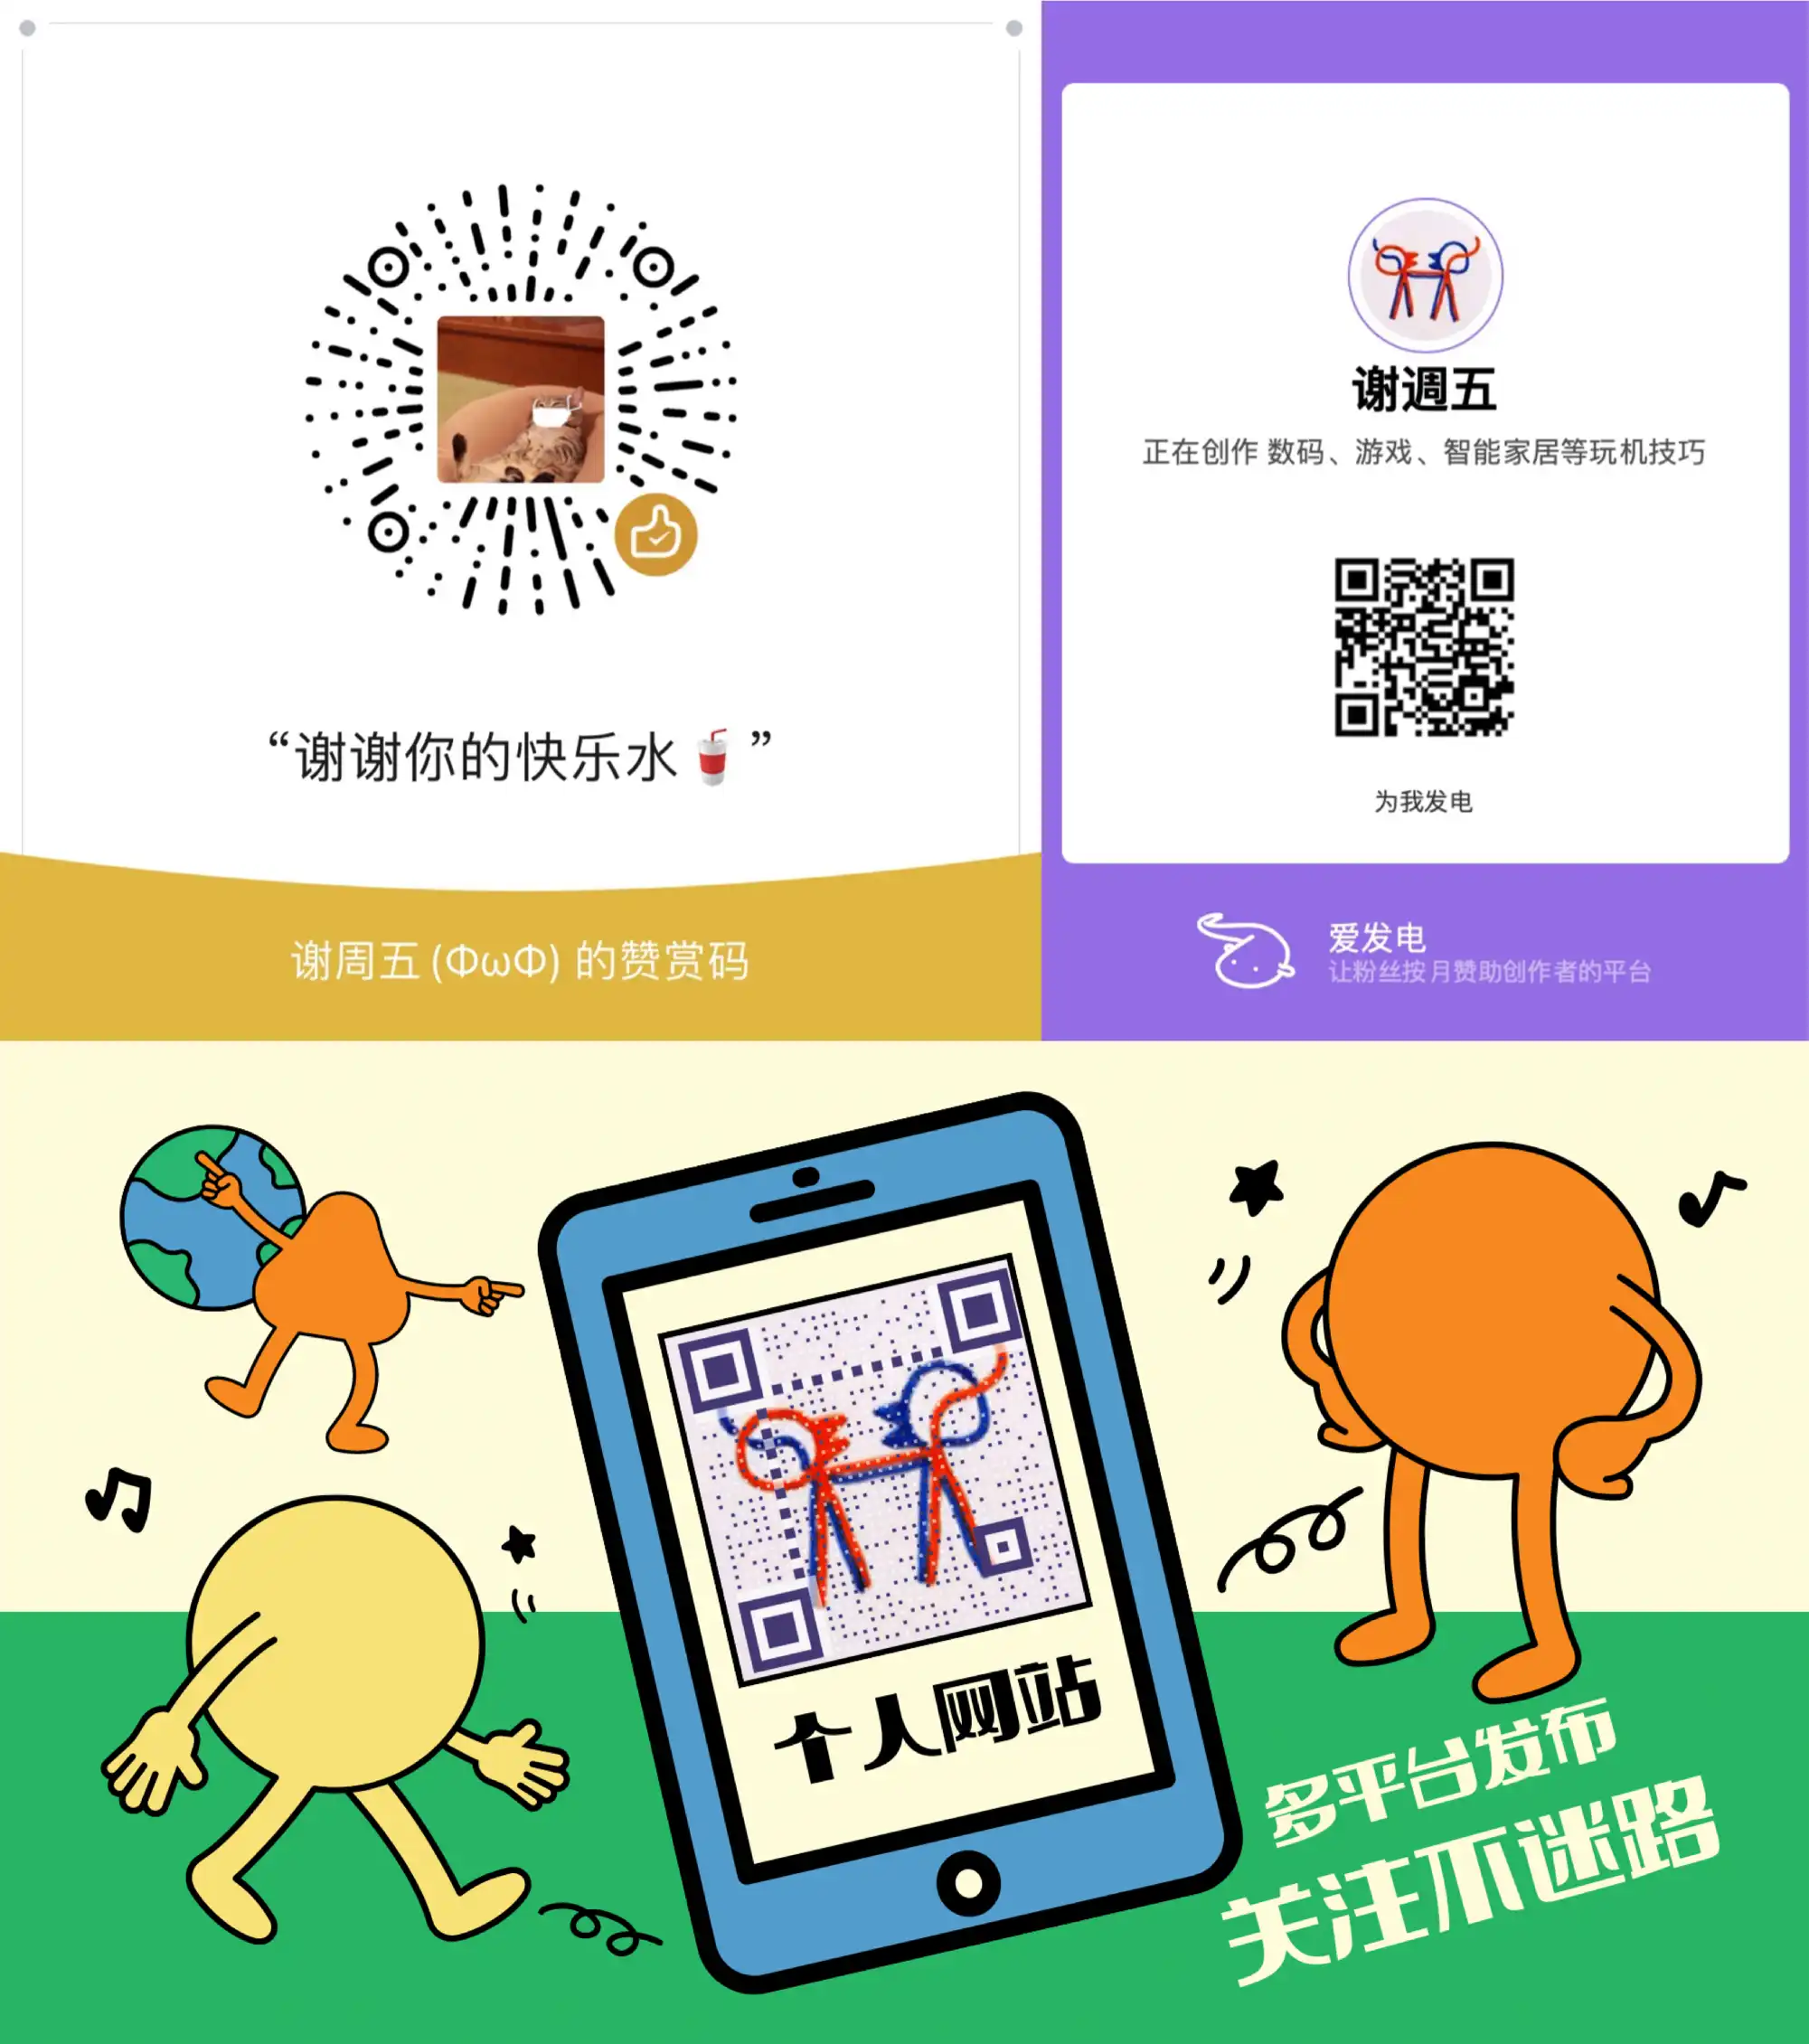 “谢谢你的快乐水🥤”
谢周五 (ΦωΦ) 的赞赏码
谢週五
正在创作 数码、游戏、智能家居等玩机技巧
为我发电
爱发电
让粉丝按月赞助创作者的平台
个人网站
多平台发布
关注不迷路